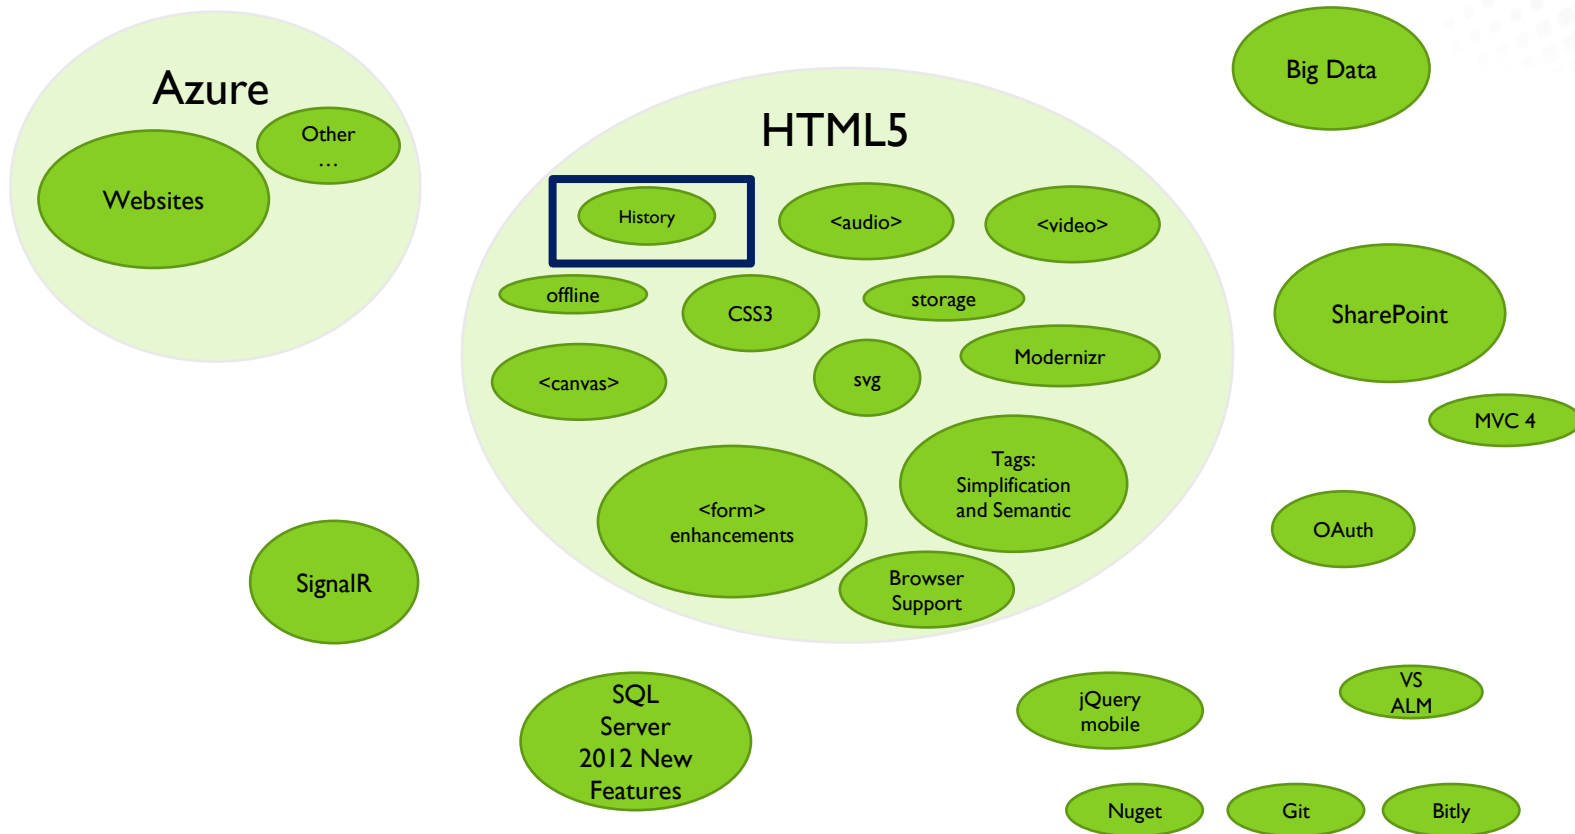 Azure
Other
…
Websites
HTML5
History
<audio>
<video>
offline
CSS3
storage
Modernizr
<canvas>
svg
Tags:
Simplification
and Semantic
<form>
enhancements
Browser
Support
Big Data
SharePoint
MVC 4
OAuth
SignalR
SQL
Server
2012 New
Features
jQuery
mobile
VS
ALM
Nuget
Git
Bitly